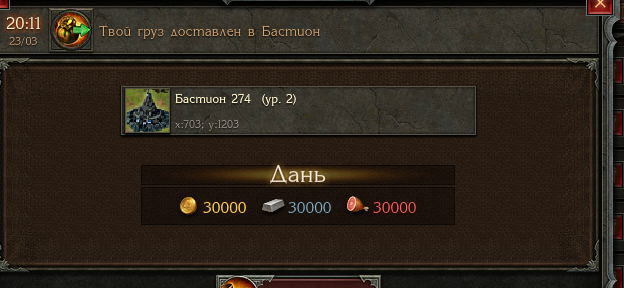 20:11
23/03
Твой груз доставлен в Бастион
Бастион 274 (ур. 2)
x:703; y:1203
Дань
30000 30000 30000